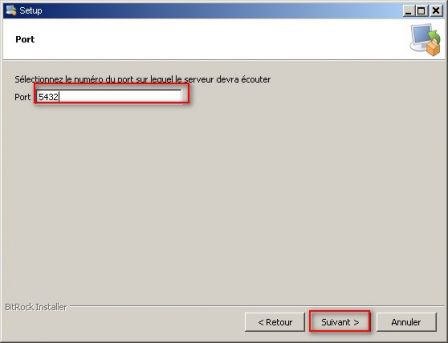 Setup
Port
Sélectionnez le numéro du port sur lequel le serveur devra écouter
Port 5432
BitRock Installer
< Retour Suivant > Annuler